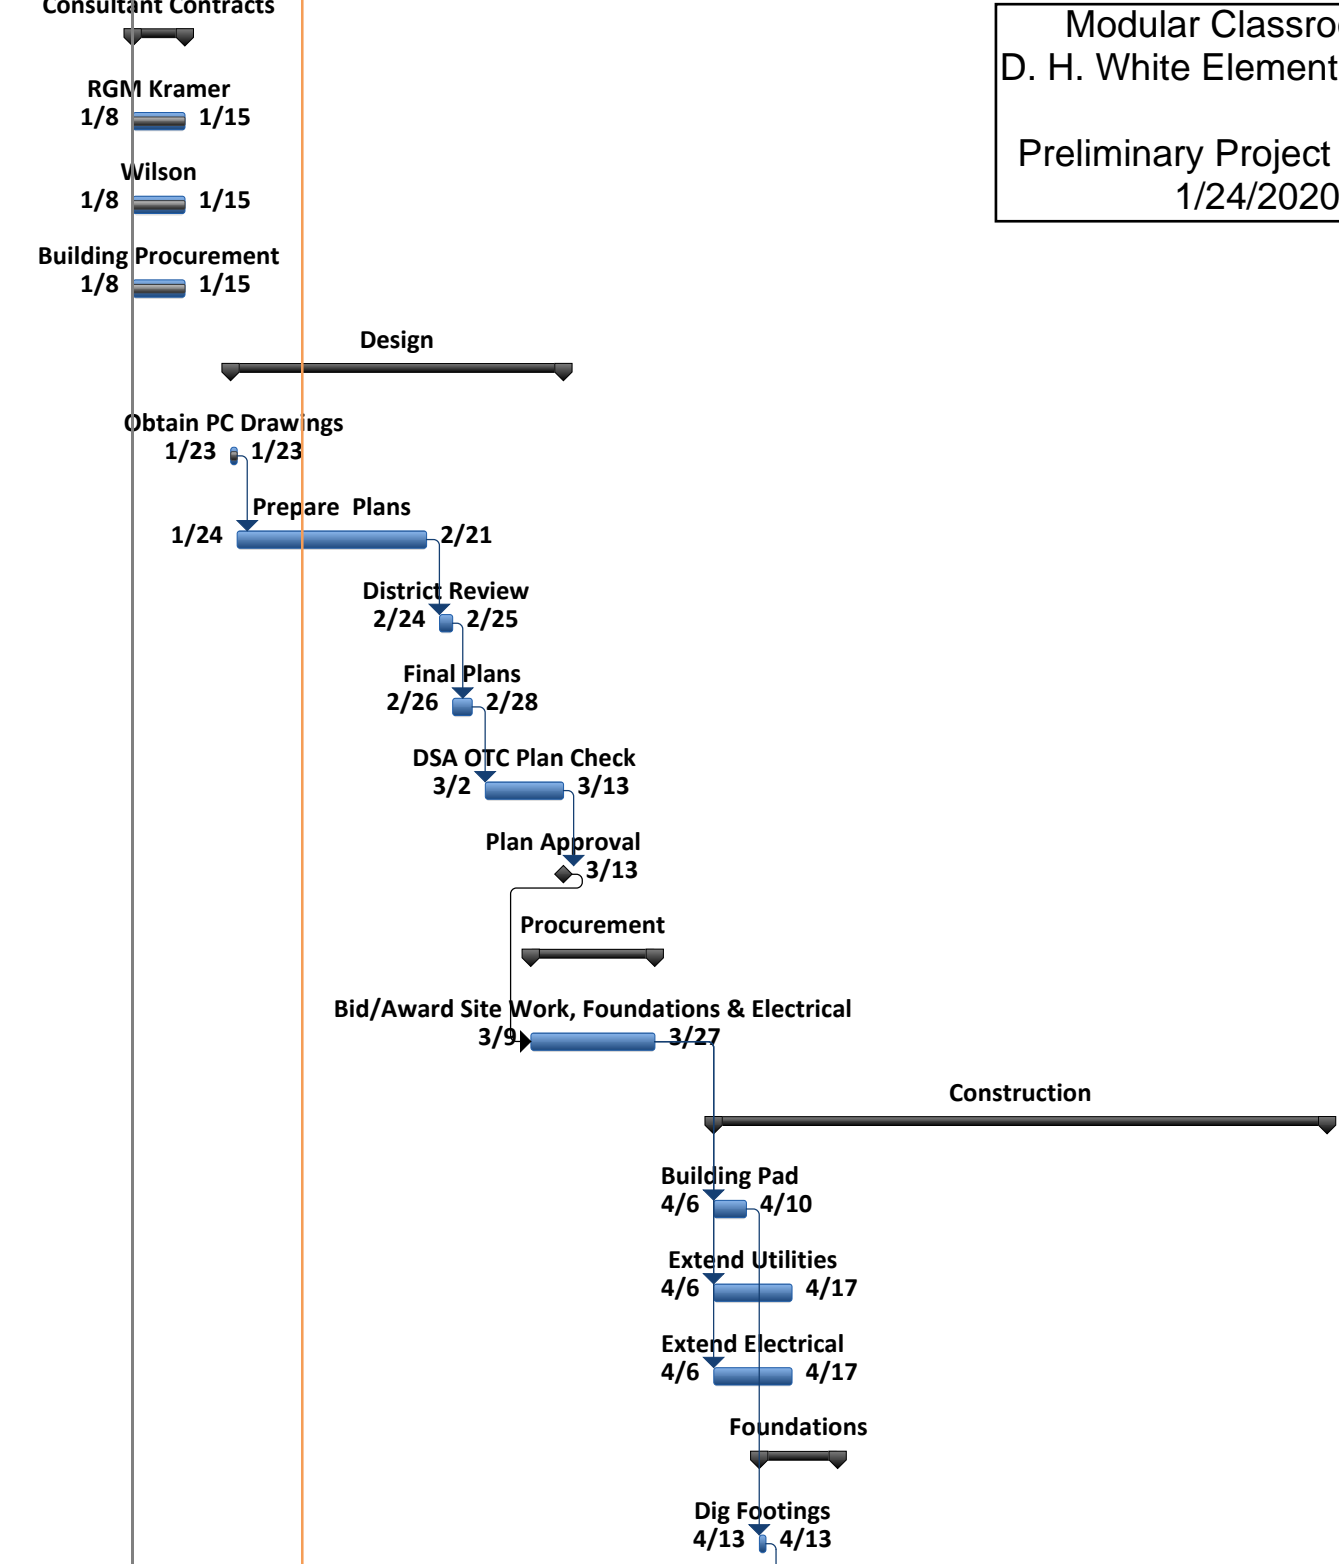 Consultant Contracts
Modular Classroo
D. H. White Element
Preliminary Project
1/24/2020
RGM Kramer
1/8 1/15
Wilson
1/8 1/15
Building Procurement
1/8 1/15
Design
Obtain PC Drawings
1/23 1/23
Prepare Plans
1/24 2/21
District Review
2/24 2/25
Final Plans
2/26 2/28
DSA OTC Plan Check
3/2 3/13
Plan Approval
3/13
Procurement
Bid/Award Site Work, Foundations & Electrical
3/9 3/27
Construction
Building Pad
4/6 4/10
Extend Utilities
4/6 4/17
Extend Electrical
4/6 4/17
Foundations
Dig Footings
4/13 4/13